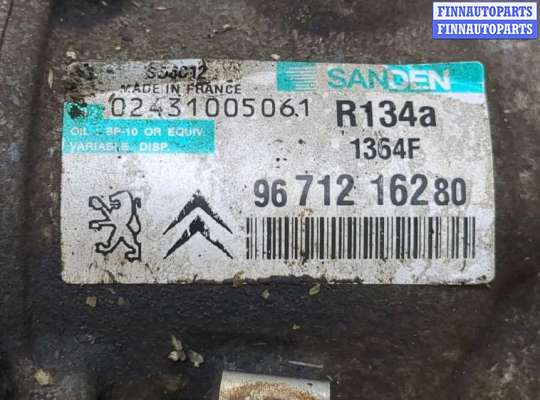 FINNAUTOPARTS
FINNAUTOPARTS
SD6C12
MADE IN FRANCE
SANDEN
02431005061
R134a
OIL : SP-10 OR EQUIV.
VARIABLE DISP.
1364F
96 712 162 80